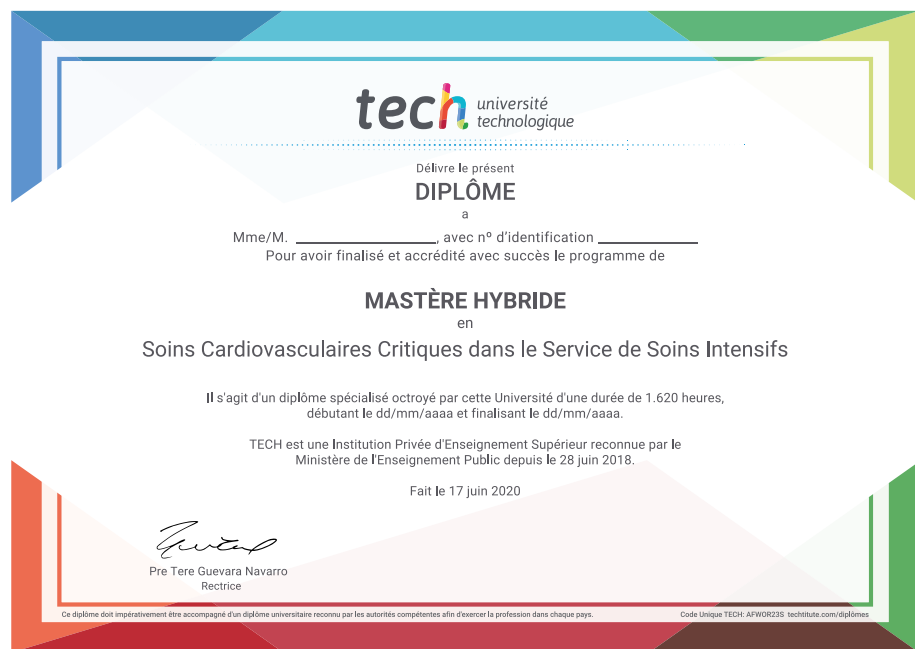 tech université
technologique
Délivre le présent
DIPLÔME
a
Mme/M. ____________, avec nº d'identification ____________
Pour avoir finalisé et accrédité avec succès le programme de
MASTÈRE HYBRIDE
en
Soins Cardiovasculaires Critiques dans le Service de Soins Intensifs
Il s'agit d'un diplôme spécialisé octroyé par cette Université d'une durée de 1.620 heures,
débutant le dd/mm/aaaa et finalisant le dd/mm/aaaa.
TECH est une Institution Privée d'Enseignement Supérieur reconnue par le
Ministère de l'Enseignement Public depuis le 28 juin 2018.
Fait le 17 juin 2020
Pre Tere Guevara Navarro
Rectrice
Ce diplôme doit impérativement être accompagné d'un diplôme universitaire reconnu par les autorités compétentes afin d'exercer la profession dans chaque pays.
Code Unique TECH: AFWOR23S techtitute.com/diplômes